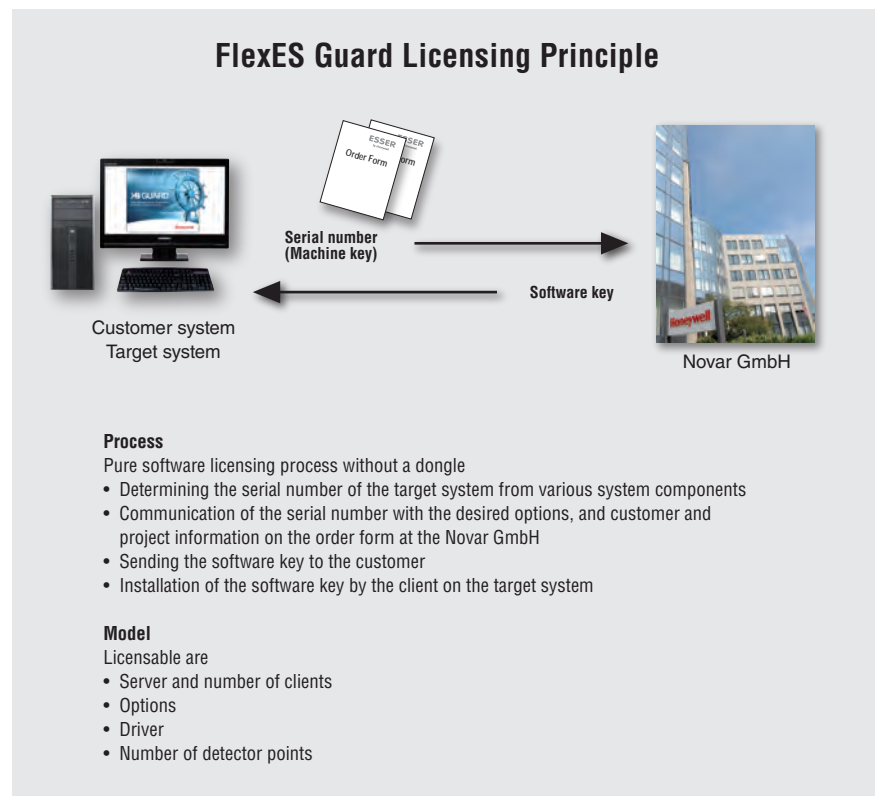 FlexES Guard Licensing Principle
ESSER
SER
Order Form
orm
GUARD
Serial number
(Machine key)
Software key
Honeywell
Customer system
Target system
Novar GmbH
Process
Pure software licensing process without a dongle
• Determining the serial number of the target system from various system components
• Communication of the serial number with the desired options, and customer and
project information on the order form at the Novar GmbH
• Sending the software key to the customer
• Installation of the software key by the client on the target system
Model
Licensable are
• Server and number of clients
• Options
• Driver
• Number of detector points